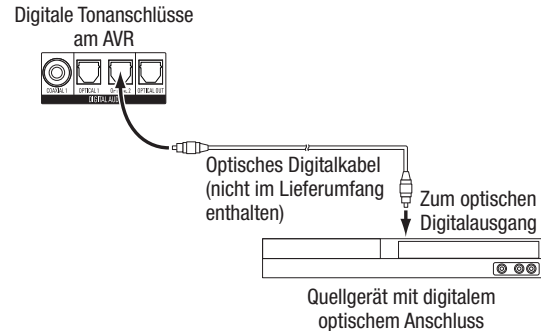 Digitale Tonanschlüsse
am AVR
COAXIAL 1 OPTICAL 1 OPTICAL OUT
DIGITAL
Optisches Digitalkabel
(nicht im Lieferumfang
enthalten)
Zum optischen
Digitalausgang
Quellgerät mit digitalem
optischem Anschluss